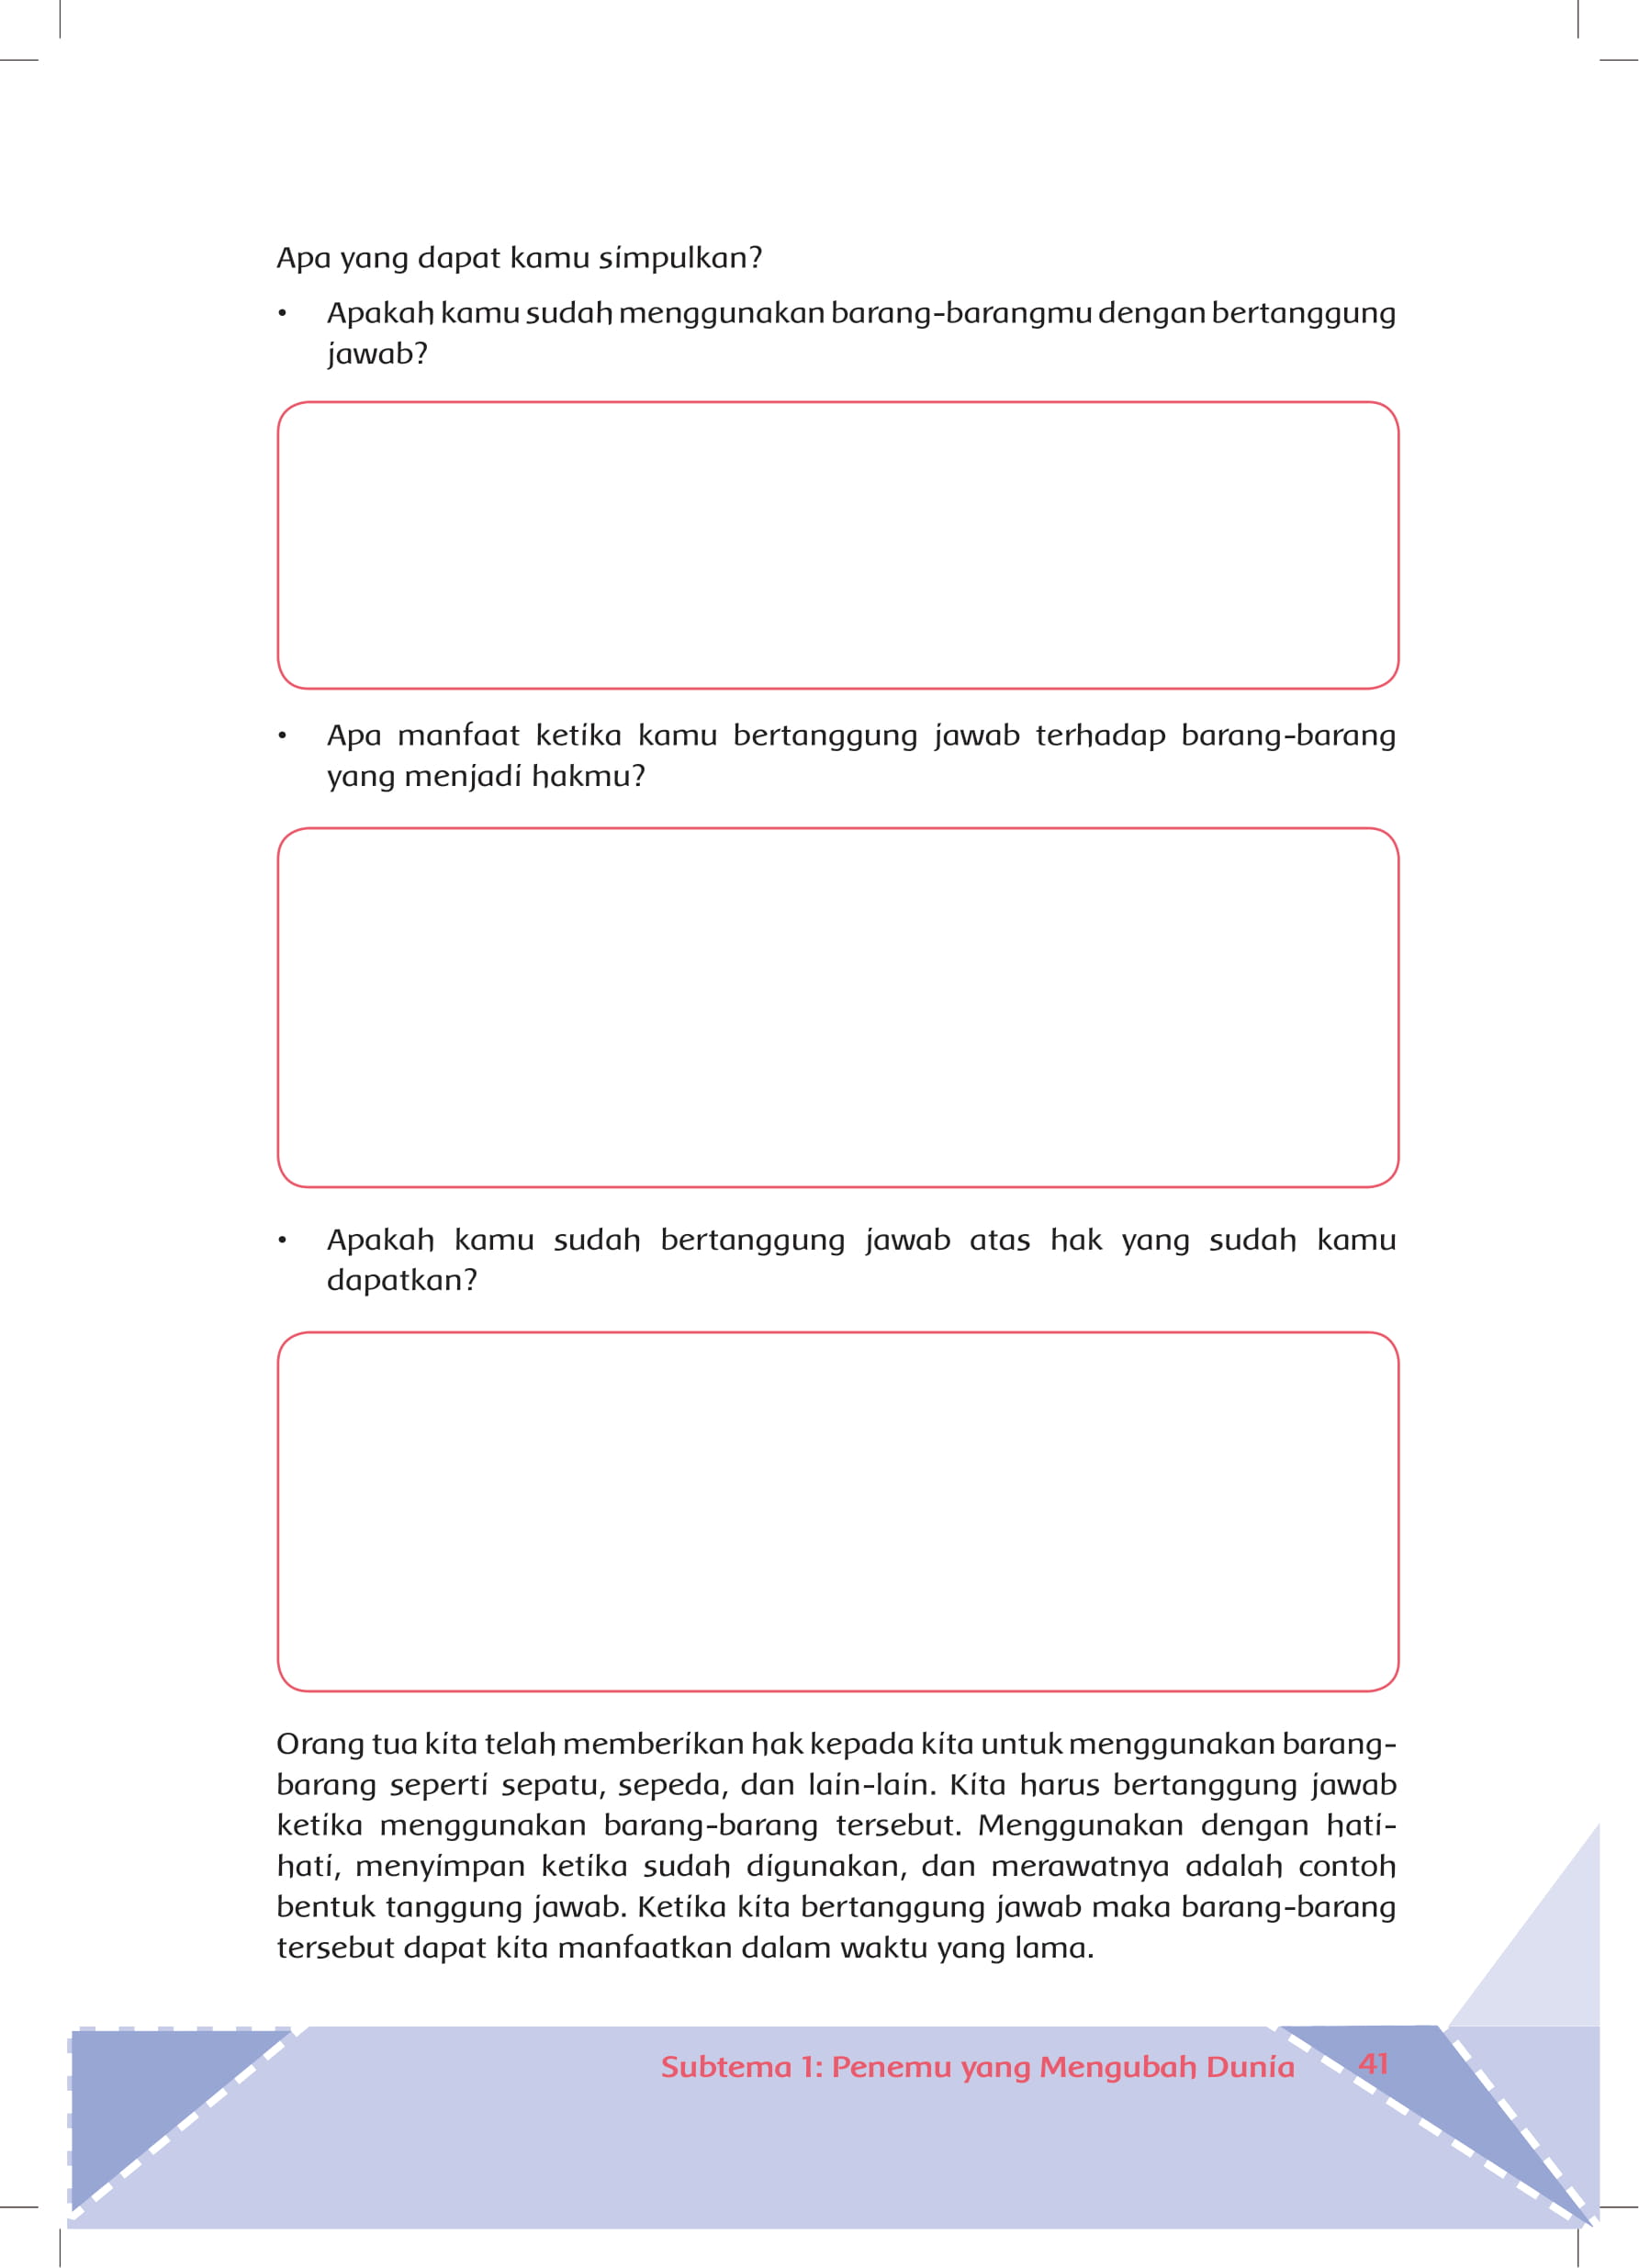 Apa yang dapat kamu simpulkan?
• Apakah kamu sudah menggunakan barang-barangmu dengan bertanggung
jawab?
• Apa manfaat ketika kamu bertanggung jawab terhadap barang-barang
yang menjadi hakmu?
• Apakah kamu sudah bertanggung jawab atas hak yang sudah kamu
dapatkan?
Orang tua kita telah memberikan hak kepada kita untuk menggunakan barang-
barang seperti sepatu, sepeda, dan lain-lain. Kita harus bertanggung jawab
ketika menggunakan barang-barang tersebut. Menggunakan dengan hati-
hati, menyimpan ketika sudah digunakan, dan merawatnya adalah contoh
bentuk tanggung jawab. Ketika kita bertanggung jawab maka barang-barang
tersebut dapat kita manfaatkan dalam waktu yang lama.
Subtema 1: Penemu yang Mengubah Dunia 41